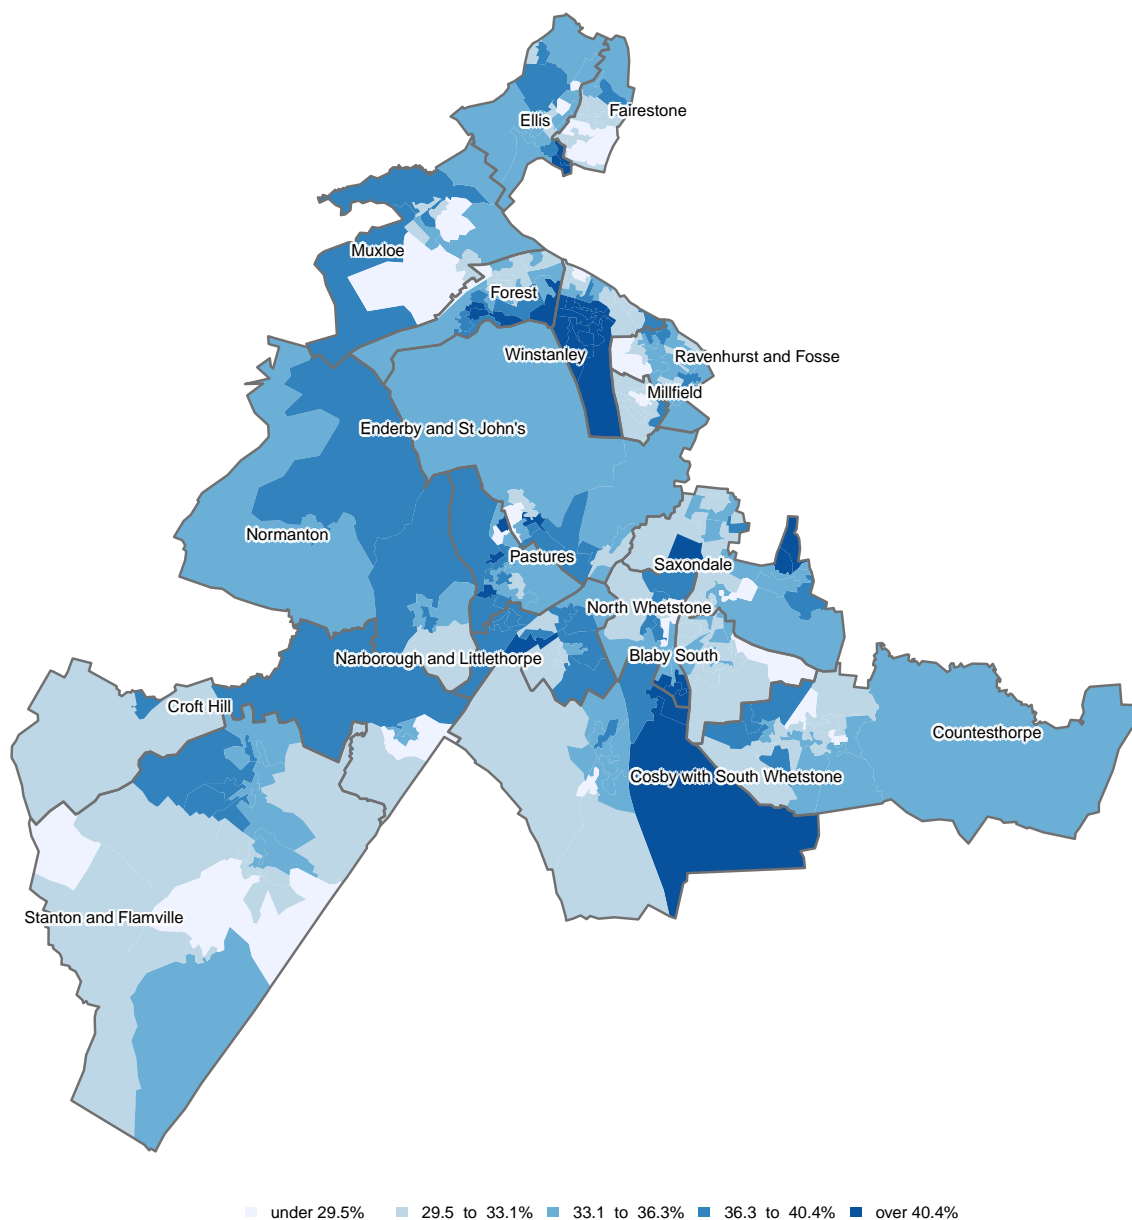 Fairestone
Ellis
Muxloe
Forest
Winstanley
Ravenhurst and Fosse
Millfield
Enderby and St John's
Normanton
Pastures
Saxondale
North Whetstone
Narborough and Littlethorpe
Blaby South
Croft Hill
Countesthorpe
Cosby with South Whetstone
Stanton and Flamville
under 29.5% 29.5 to 33.1% 33.1 to 36.3% 36.3 to 40.4% over 40.4%